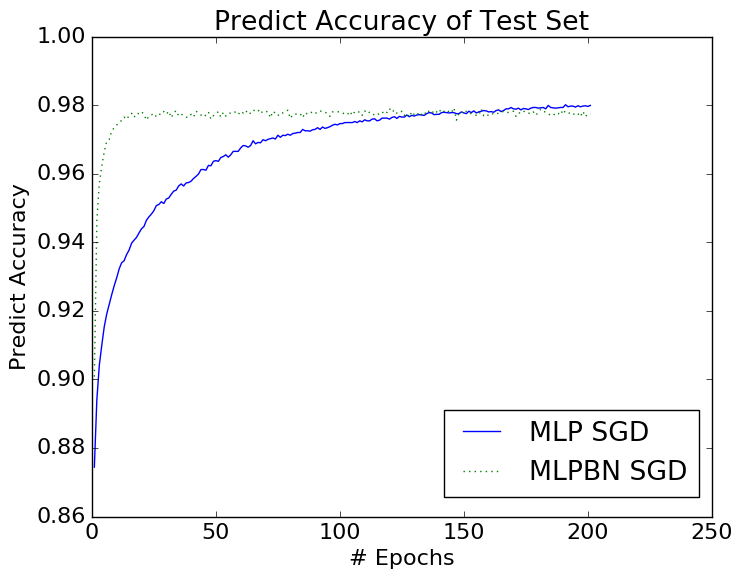 Predict Accuracy of Test Set
1.00
0.98
0.96
0.94
0.92
0.90
0.88
0.86
Predict Accuracy
MLP SGD
MLPBN SGD
0 50 100 150 200 250
# Epochs